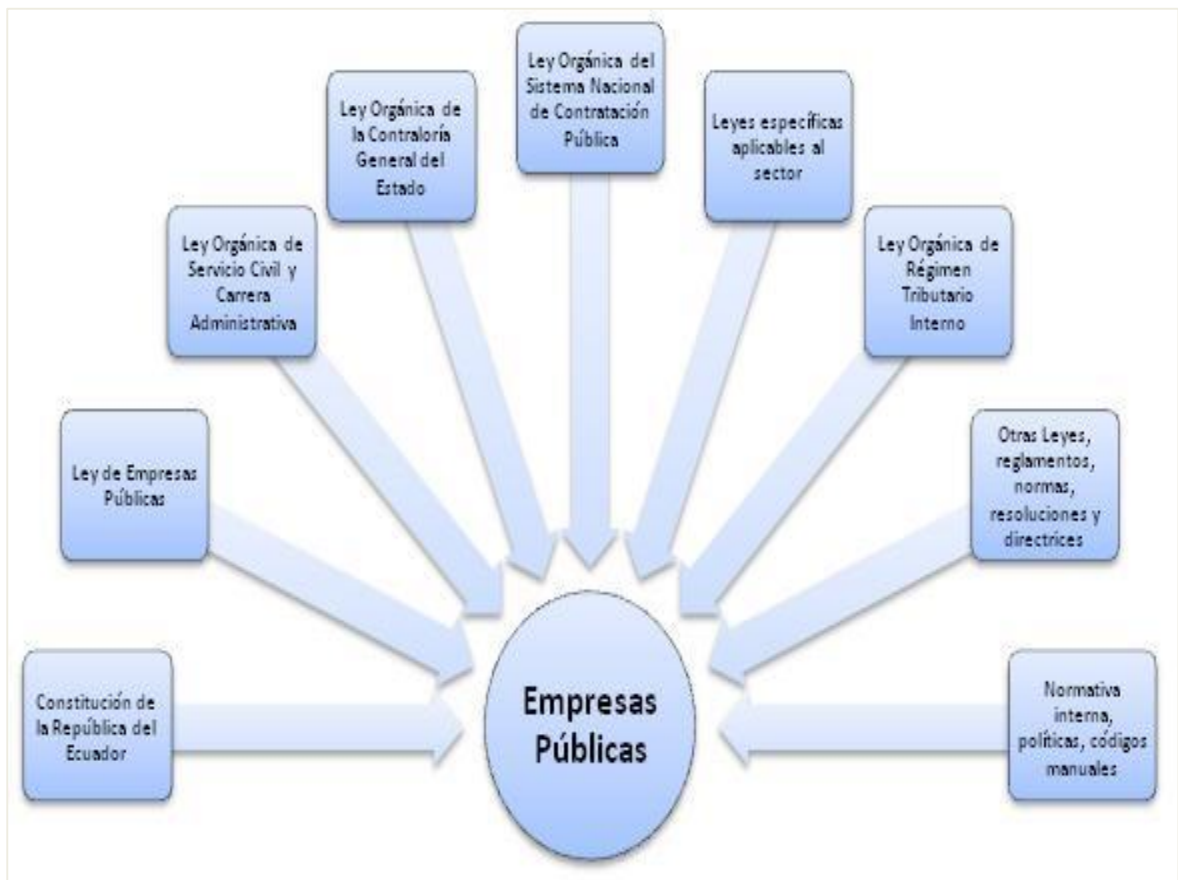 Ley Orgánica del
Sistema Nacional
de Contratación
Pública
Ley Orgánica de
la Contraloría
General del
Estado
Leyes específicas
aplicables al
sector
Ley Orgánica de
Servicio Civil y
Carrera
Administrativa
Ley Orgánica de
Régimen
Tributario
Interno
Ley de Empresas
Públicas
Otras Leyes,
reglamentos,
normas,
resoluciones y
directrices
Constitución de
la República del
Ecuador
Empresas
Públicas
Normativa
interna,
políticas, códigos
manuales